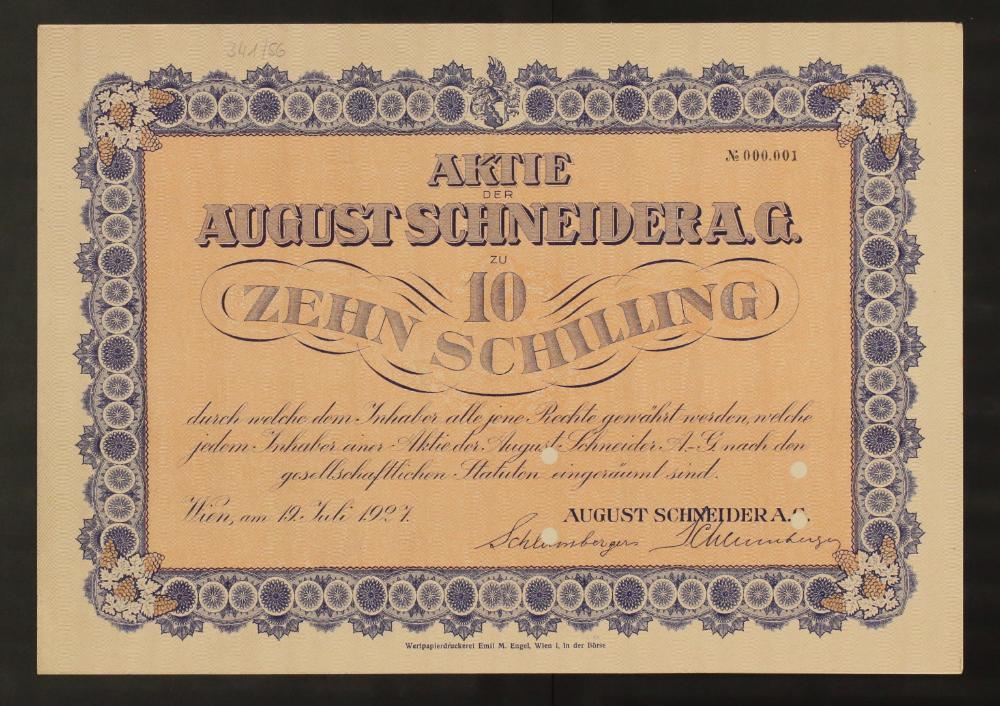 341/56
№ 000.001
AKTIE
DER
AUGUST SCHNEIDER A.G.
ZU
10
ZEHN SCHILLING
durch welche dem Inhaber alle jene Rechte gewährt werden, welche
jedem Inhaber einer Aktie der August Schneider A.-G. nach den
gesellschaftlichen Statuten eingeräumt sind.
Wien, am 19. Juli 1927.
AUGUST SCHNEIDER A.G.
Wertpapierdruckerei Emil M. Engel, Wien I, In der Börse